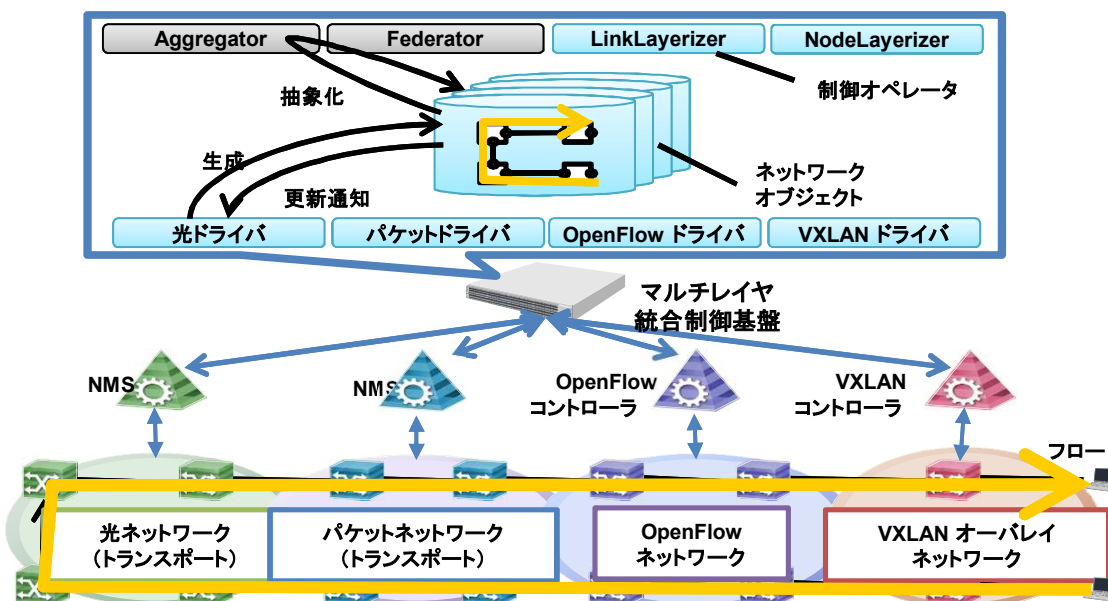 Aggregator
Federator
LinkLayerizer
NodeLayerizer
抽象化
制御オペレータ
生成
更新通知
ネットワーク
オブジェクト
光ドライバ
パケットドライバ
OpenFlow ドライバ
VXLAN ドライバ
マルチレイヤ
統合制御基盤
NMS
NMS
OpenFlow
コントローラ
VXLAN
コントローラ
フロー
光ネットワーク
（トランスポート）
パケットネットワーク
（トランスポート）
OpenFlow
ネットワーク
VXLAN オーバレイ
ネットワーク